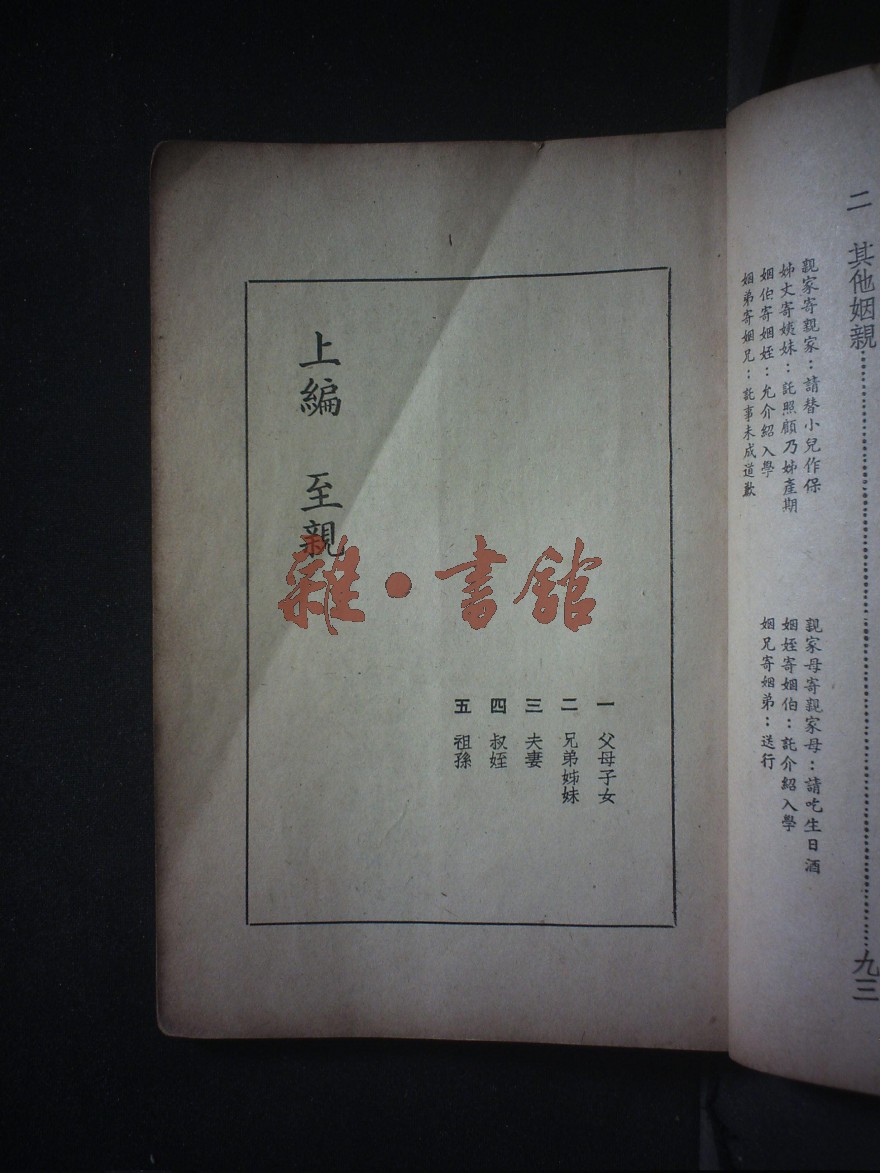 二 其他姻親……九三
親家寄親家：請替小兒作保
親家母寄親家母：請吃生日酒
姊丈寄姨妹：託照顧乃姊產期
姻姪寄姻伯：託介紹入學
姻伯寄姻姪：允介紹入學
姻兄寄姻弟：送行
姻弟寄姻兄：託事未成道歉
上編 至親
一 父母子女
二 兄弟姊妹
三 夫妻
四 叔姪
五 祖孫
雜·書館